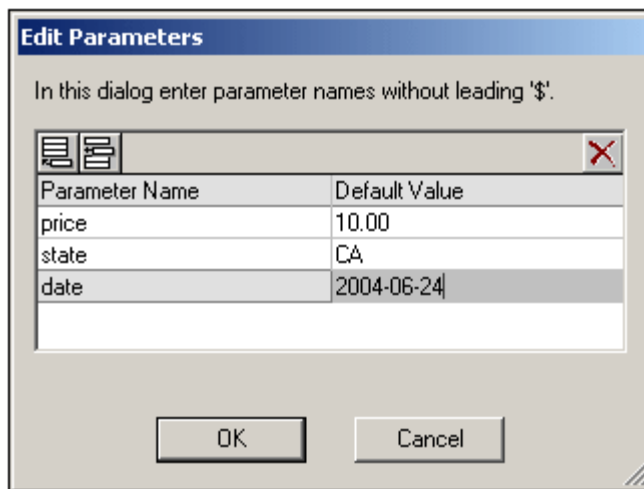 Edit Parameters
In this dialog enter parameter names without leading '$'.
Parameter Name Default Value
price 10.00
state CA
date 2004-06-24
OK Cancel